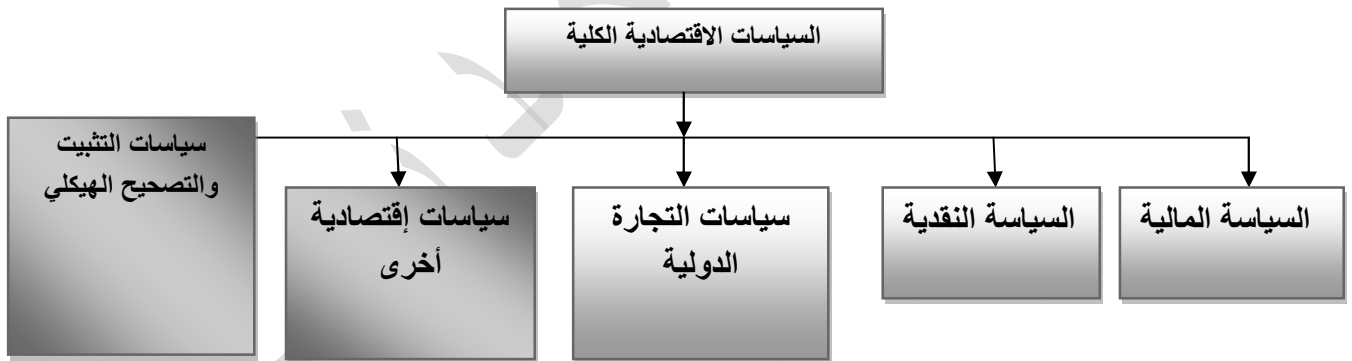 السياسات الاقتصادية الكلية
السياسة المالية
السياسة النقدية
سياسات التجارة
الدولية
سياسات إقتصادية
أخرى
سياسات التثبيت
والتصحيح الهيكلي